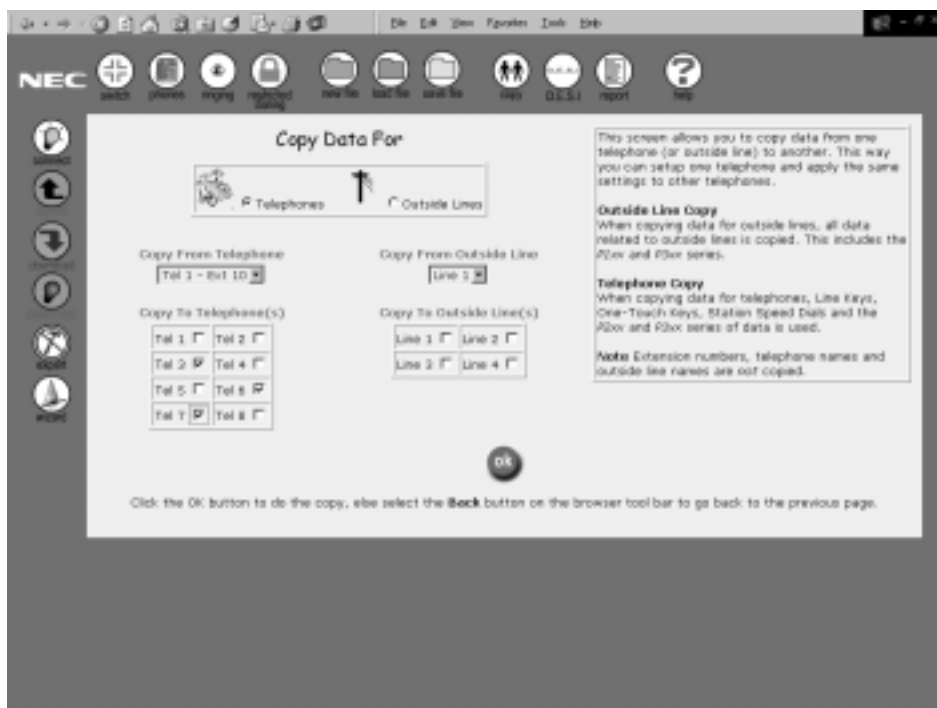 File Edit View Favorites Tools Help
NEC
switch phones ringing restricted dialing new file load file save file D.E.S.I report help
connect
Copy Data For
Telephones Outside Lines
Copy From Telephone
Tel 1 - Ext 10
Copy From Outside Line
Line 1
Copy To Telephone(s)
Tel 1 Tel 2
Tel 3 Tel 4
Tel 5 Tel 6
Tel 7 Tel 8
Copy To Outside Line(s)
Line 1 Line 2
Line 3 Line 4
This screen allows you to copy data from one
telephone (or outside line) to another. This way
you can setup one telephone and apply the same
settings to other telephones.
Outside Line Copy
When copying data for outside lines, all data
related to outside lines is copied. This includes the
P1xx and P3xx series.
Telephone Copy
When copying data for telephones, Line Keys,
One-Touch Keys, Station Speed Dials and the
P2xx and P3xx series of data is used.
Note Extension numbers, telephone names and
outside line names are not copied.
expert
wizard
ok
Click the OK button to do the copy, else select the Back button on the browser tool bar to go back to the previous page.